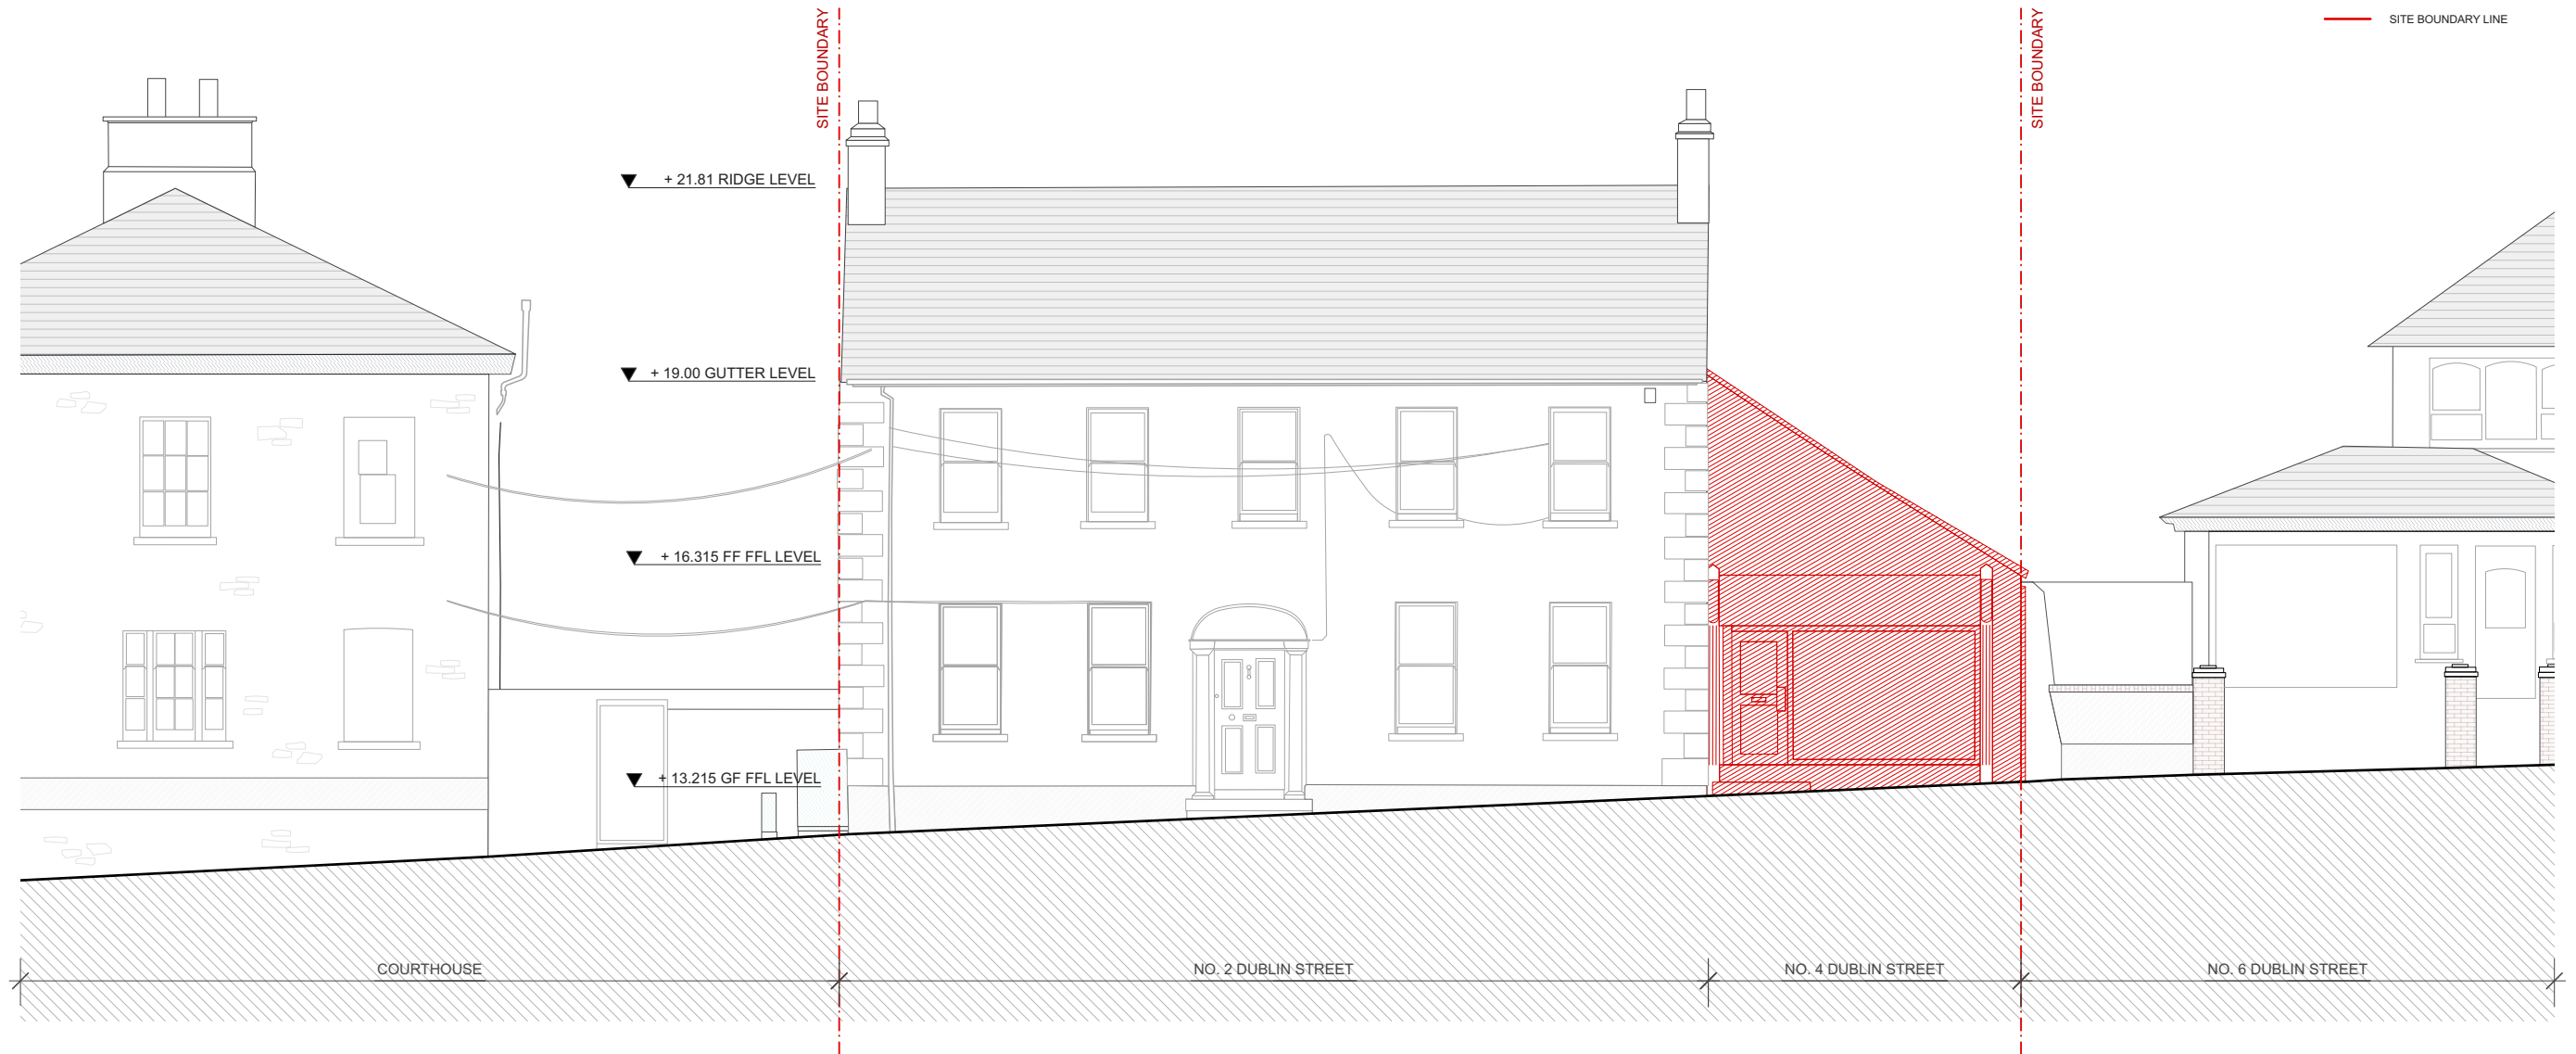 SITE BOUNDARY
SITE BOUNDARY
SITE BOUNDARY LINE
+ 21.81 RIDGE LEVEL
+ 19.00 GUTTER LEVEL
+ 16.315 FF FFL LEVEL
+ 13.215 GF FFL LEVEL
COURTHOUSE
NO. 2 DUBLIN STREET
NO. 4 DUBLIN STREET
NO. 6 DUBLIN STREET